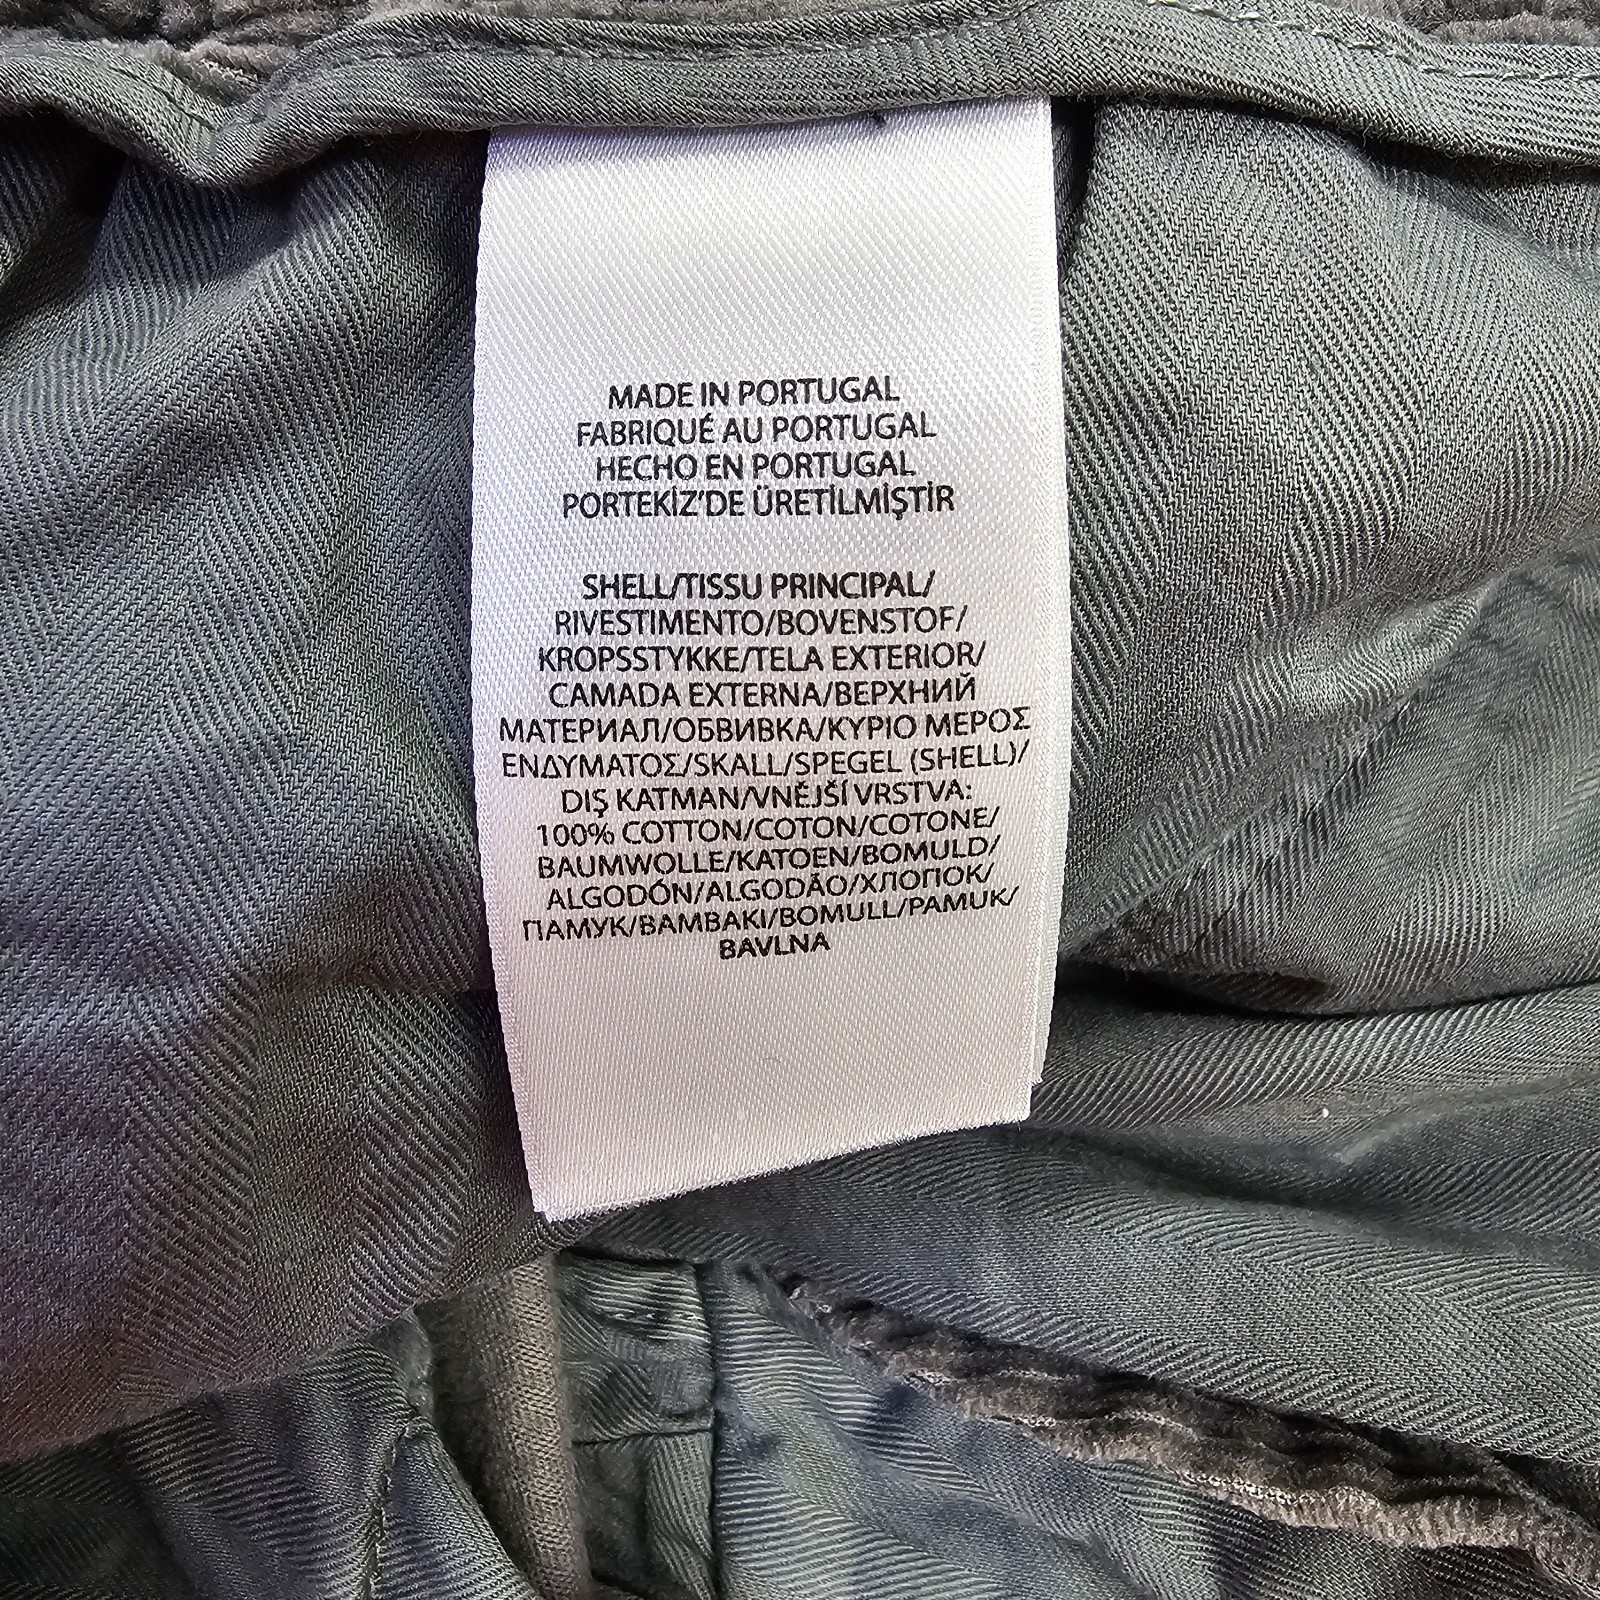 MADE IN PORTUGAL
FABRIQUÉ AU PORTUGAL
HECHO EN PORTUGAL
PORTEKİZ'DE ÜRETİLMİŞTİR
SHELL/TISSU PRINCIPAL/
RIVESTIMENTO/BOVENSTOF/
KROPSSTYKKE/TELA EXTERIOR/
CAMADA EXTERNA/ВЕРХНИЙ
МАТЕРИАЛ/ОБВИВКА/ΚΥΡΙΟ ΜΕΡΟΣ
ΕΝΔΥΜΑΤΟΣ/SKALL/SPEGEL (SHELL)/
DIŞ KATMAN/VNĚJŠÍ VRSTVA:
100% COTTON/COTON/COTONE/
BAUMWOLLE/KATOEN/BOMULD/
ALGODÓN/ALGODÃO/ХЛОПОК/
ПАМУК/ΒΑΜΒΑΚΙ/BOMULL/PAMUK/
BAVLNA